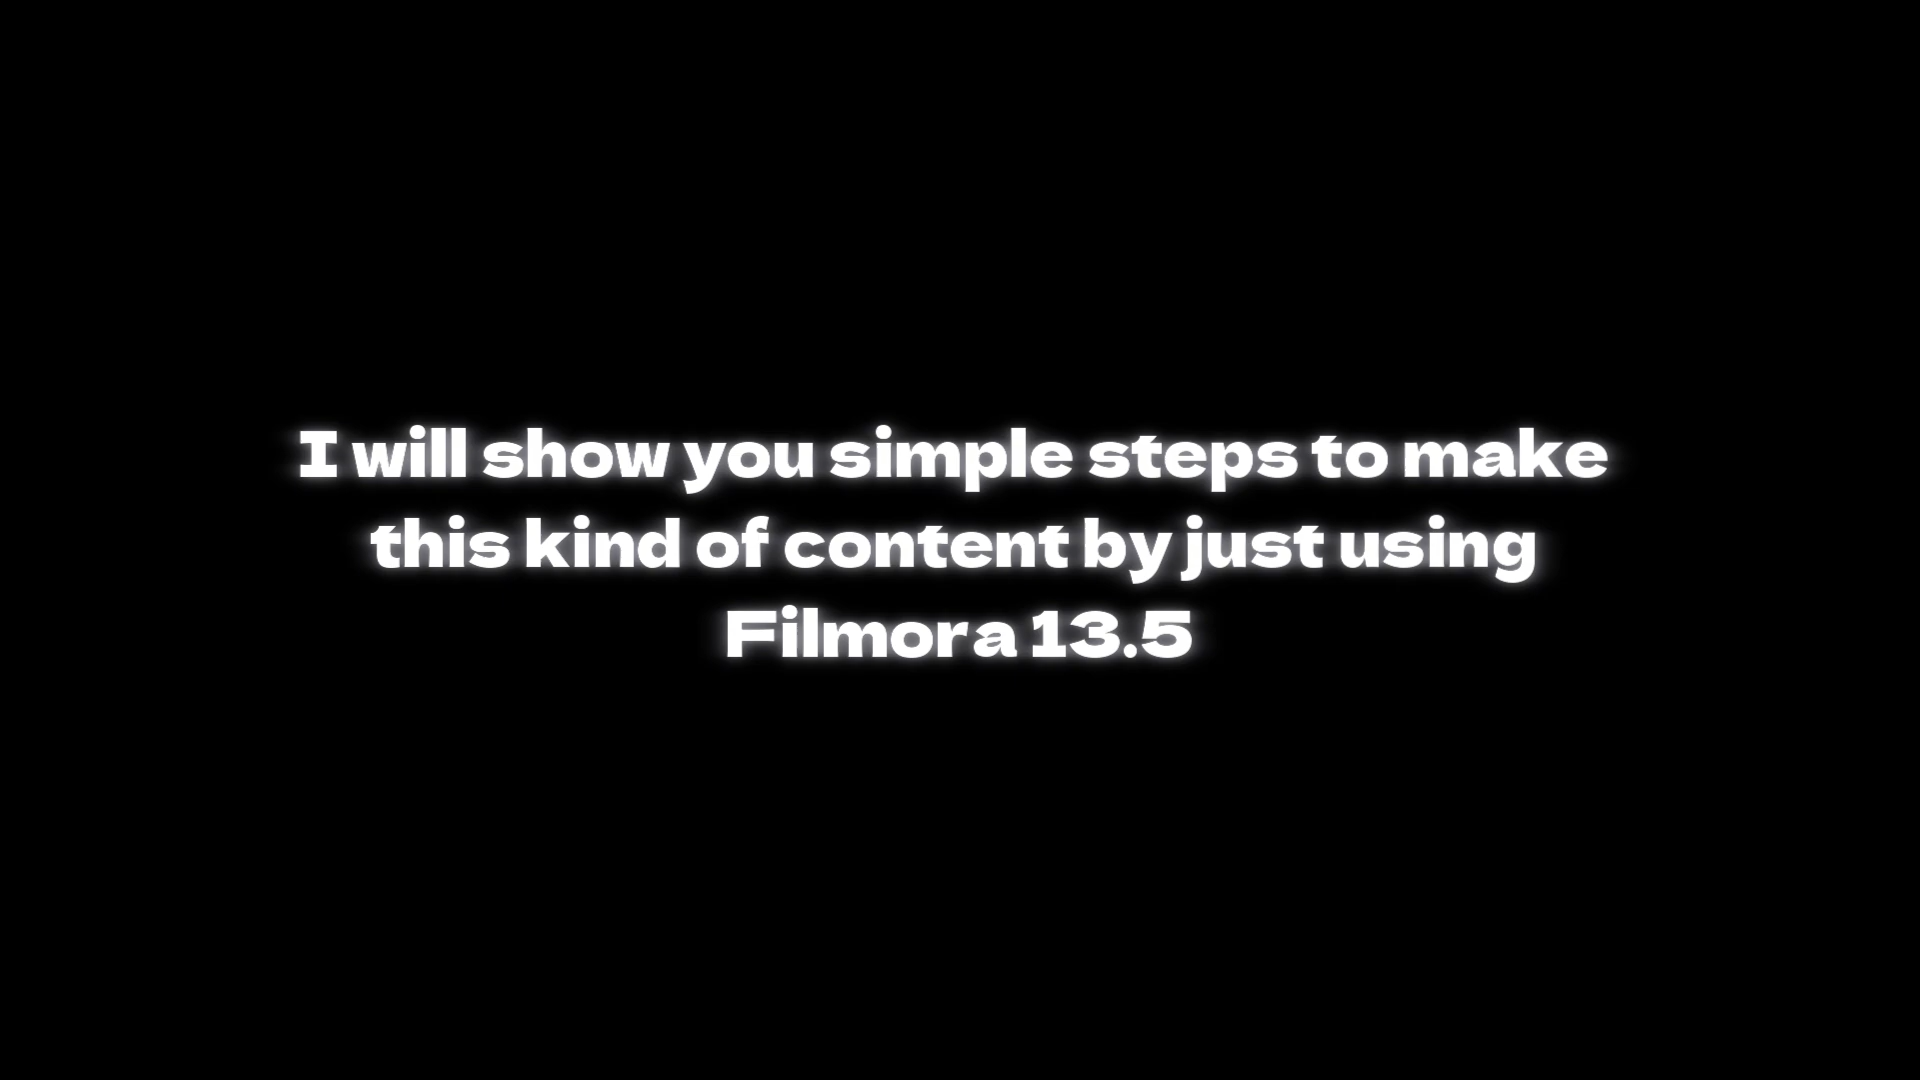 I will show you simple steps to make
this kind of content by just using
Filmora 13.5